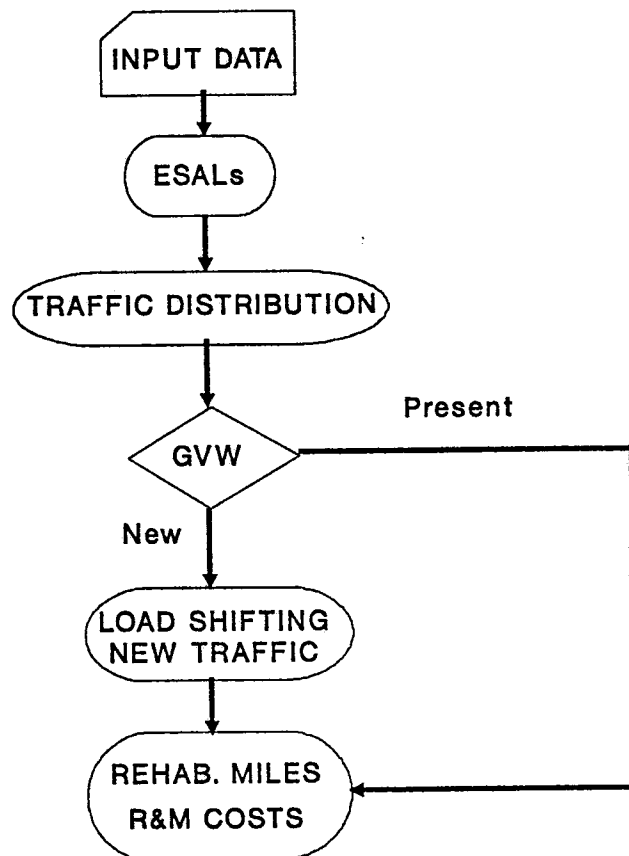 INPUT DATA
ESALs
TRAFFIC DISTRIBUTION
Present
GVW
New
LOAD SHIFTING
NEW TRAFFIC
REHAB. MILES
R&M COSTS